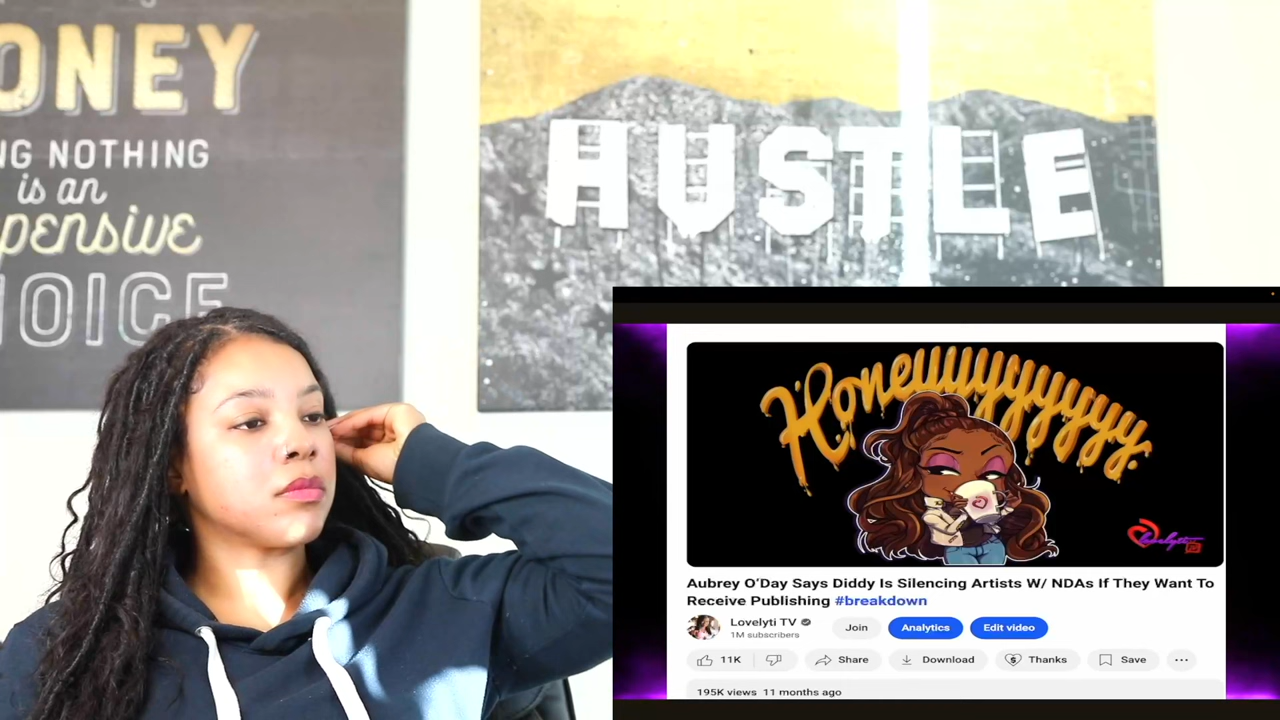 ONEY
NG NOTHING
is an
pensive
HOICE
HUSTLE
Honeyyyyyyyyy.
lovelyti
Aubrey O'Day Says Diddy Is Silencing Artists W/ NDAs If They Want To
Receive Publishing #breakdown
Lovelyti TV
1M subscribers
Join
Analytics
Edit video
11K
Share
Download
Thanks
Save
195K views 11 months ago